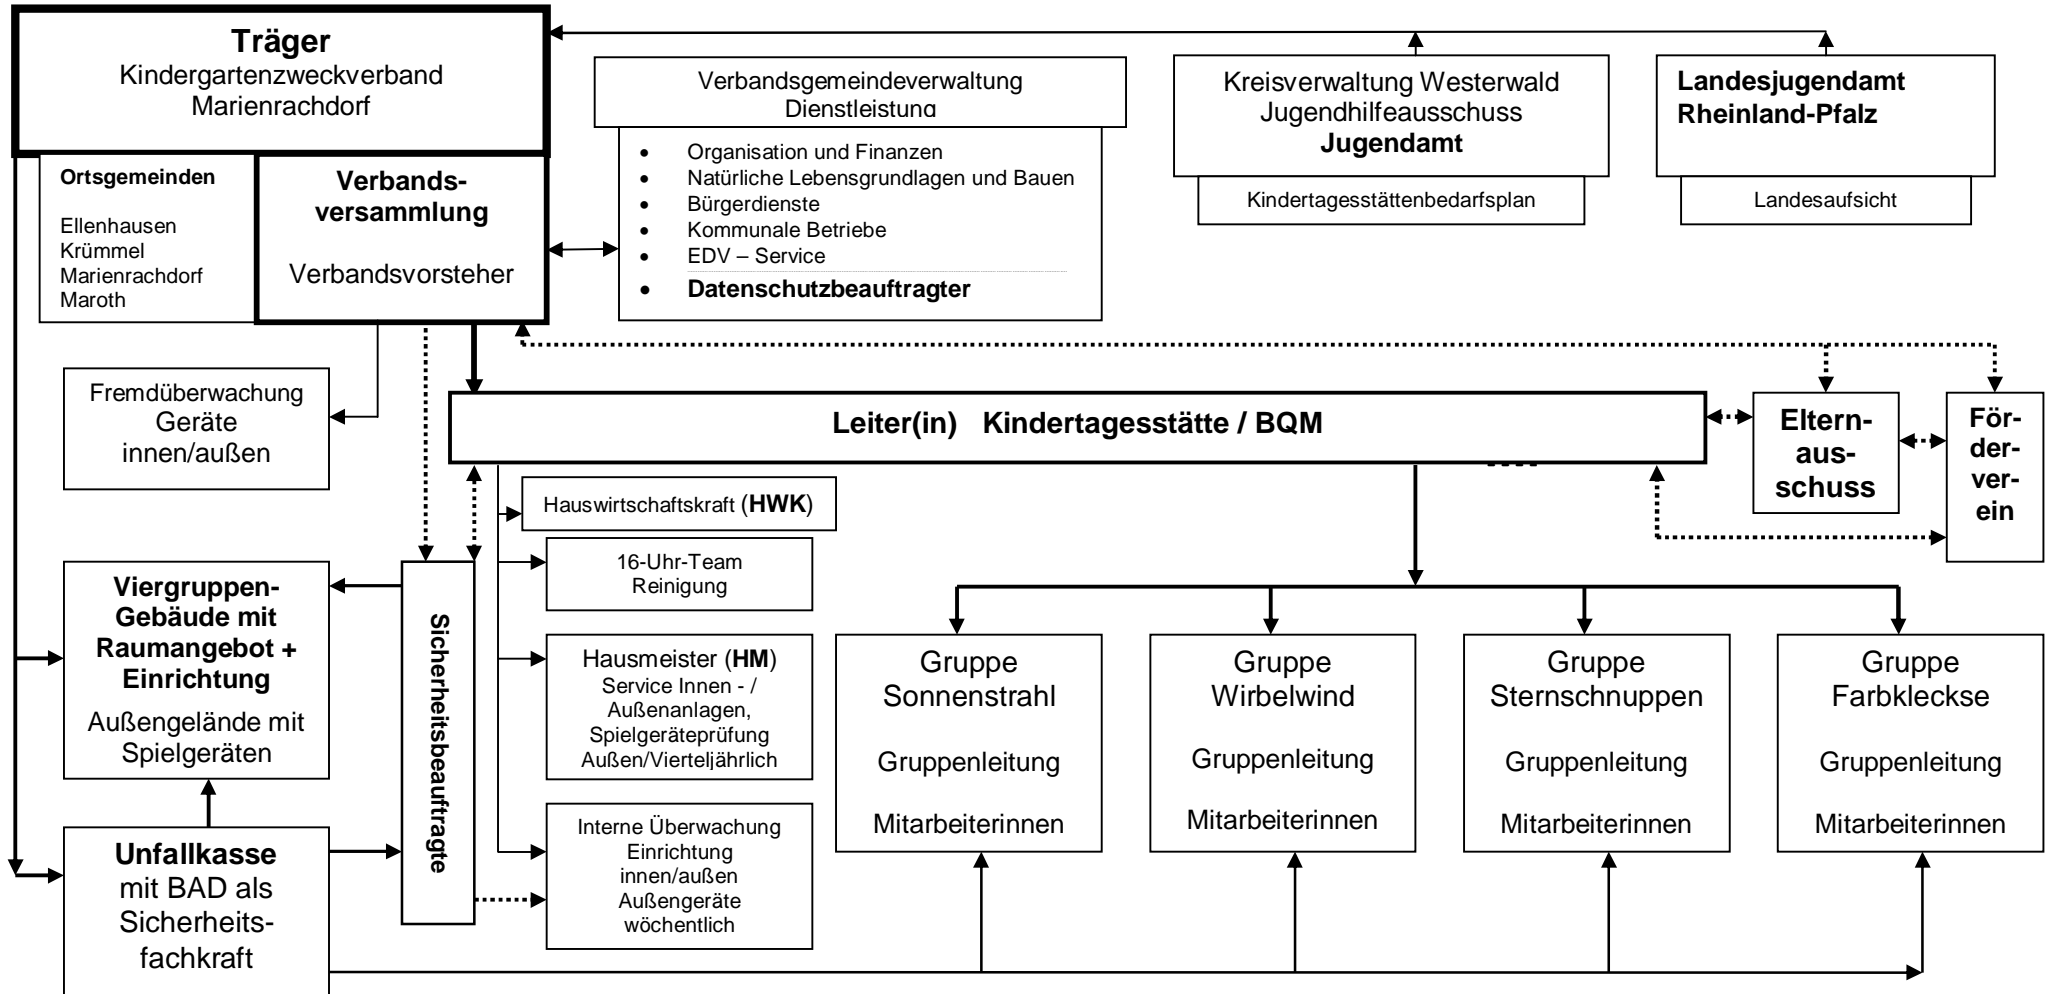 Träger
Kindergartenzweckverband
Marienrachdorf
Verbandsgemeindeverwaltung
Dienstleistung
Kreisverwaltung Westerwald
Jugendhilfeausschuss
Jugendamt
Landesjugendamt
Rheinland-Pfalz
Kindertagesstättenbedarfsplan
Landesaufsicht
Ortsgemeinden
Ellenhausen
Krümmel
Marienrachdorf
Maroth
Verbands-
versammlung
Verbandsvorsteher
• Organisation und Finanzen
• Natürliche Lebensgrundlagen und Bauen
• Bürgerdienste
• Kommunale Betriebe
• EDV – Service
• Datenschutzbeauftragter
Fremdüberwachung
Geräte
innen/außen
Leiter(in) Kindertagesstätte / BQM
Eltern-
aus-
schuss
För-
der-
ver-
ein
Hauswirtschaftskraft (HWK)
16-Uhr-Team
Reinigung
Viergruppen-
Gebäude mit
Raumangebot +
Einrichtung
Außengelände mit
Spielgeräten
Sicherheitsbeauftragte
Hausmeister (HM)
Service Innen - /
Außenanlagen,
Spielgeräteprüfung
Außen/Vierteljährlich
Gruppe
Sonnenstrahl
Gruppenleitung
Mitarbeiterinnen
Gruppe
Wirbelwind
Gruppenleitung
Mitarbeiterinnen
Gruppe
Sternschnuppen
Gruppenleitung
Mitarbeiterinnen
Gruppe
Farbkleckse
Gruppenleitung
Mitarbeiterinnen
Unfallkasse
mit BAD als
Sicherheits-
fachkraft
Interne Überwachung
Einrichtung
innen/außen
Außengeräte
wöchentlich